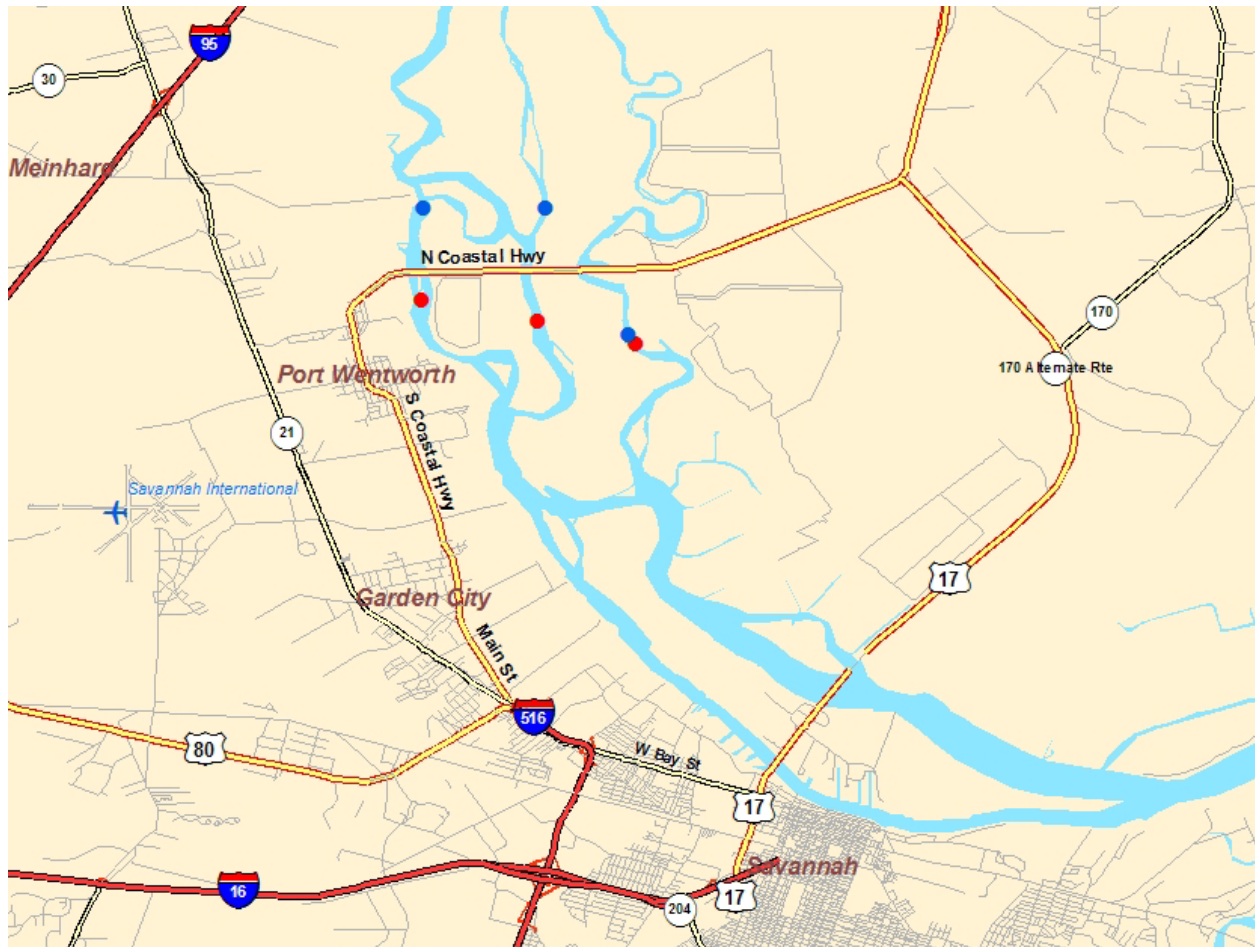 95
30
Meinhard
N Coastal Hwy
170
170 Alternate Rte
Port Wentworth
S Coastal Hwy
21
Savannah International
17
Garden City
Main St
516
80
W Bay St
17
Savannah
16
17
204